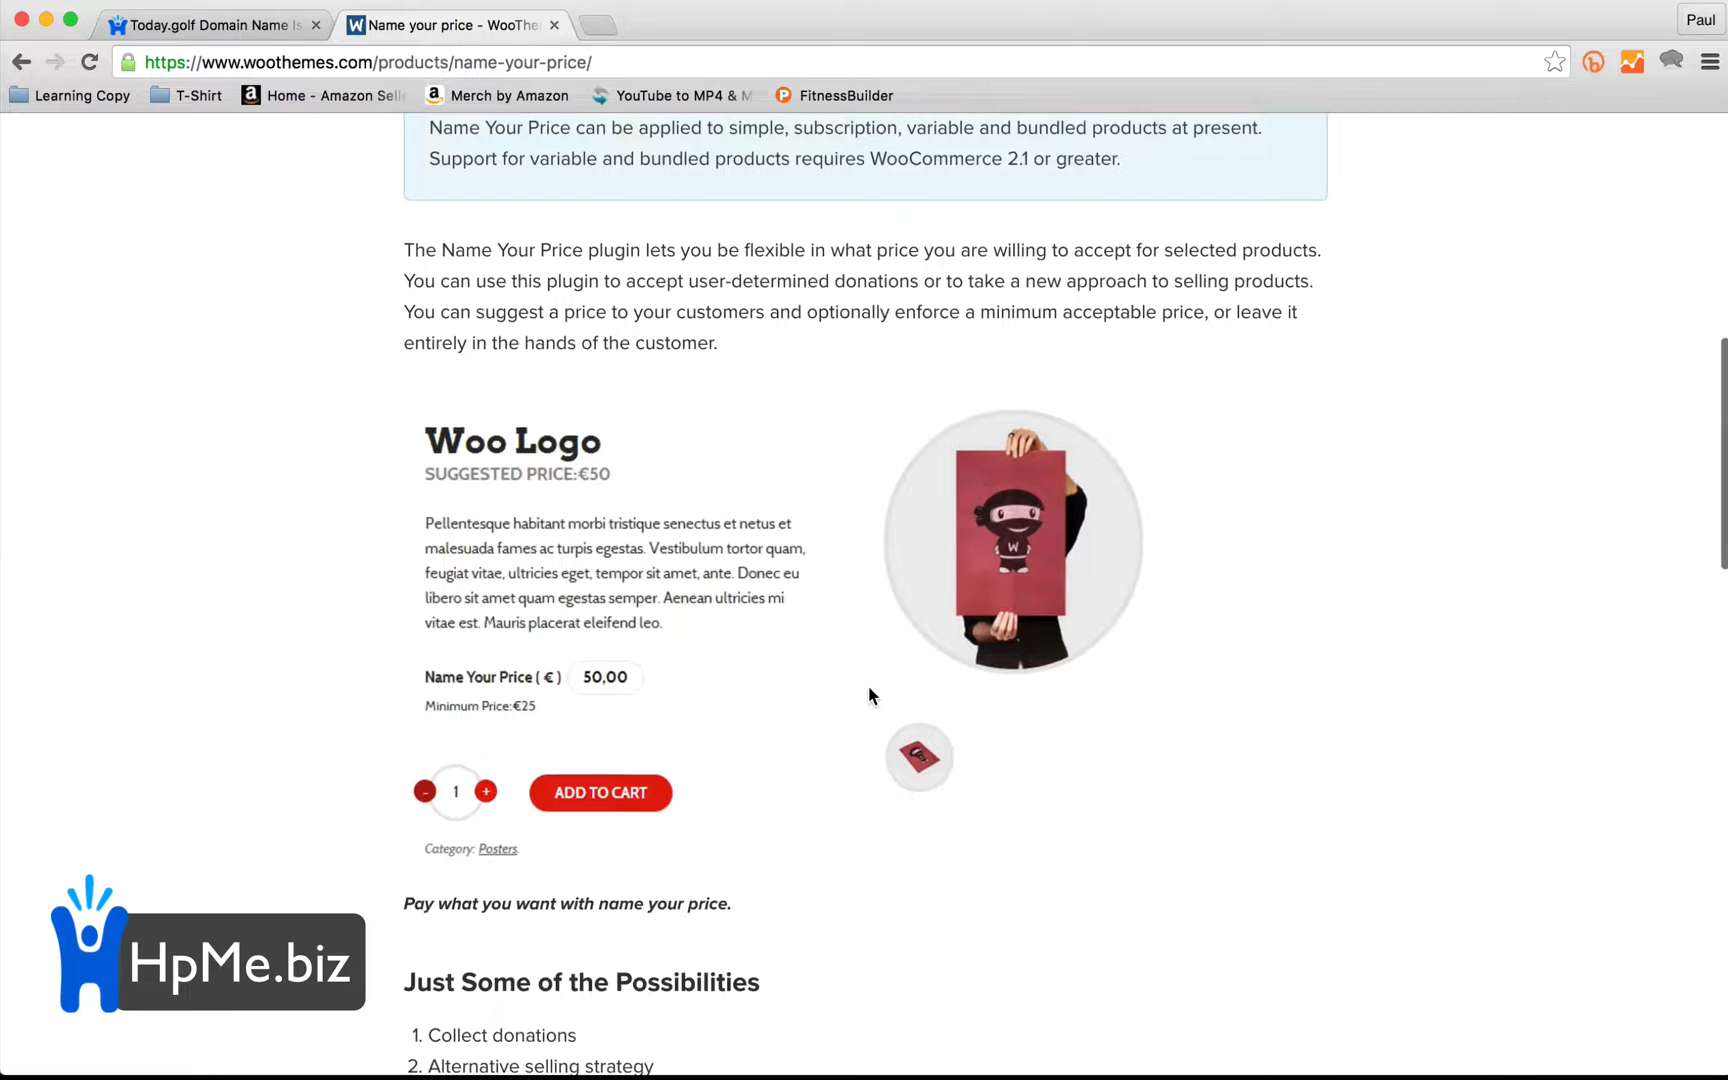 Today.golf Domain Name Is
Name your price - WooThe
Paul
https://www.woothemes.com/products/name-your-price/
Learning Copy
T-Shirt
Home - Amazon Sell
Merch by Amazon
YouTube to MP4 & M
FitnessBuilder
Name Your Price can be applied to simple, subscription, variable and bundled products at present.
Support for variable and bundled products requires WooCommerce 2.1 or greater.
The Name Your Price plugin lets you be flexible in what price you are willing to accept for selected products.
You can use this plugin to accept user-determined donations or to take a new approach to selling products.
You can suggest a price to your customers and optionally enforce a minimum acceptable price, or leave it
entirely in the hands of the customer.
Woo Logo
SUGGESTED PRICE:€50
Pellentesque habitant morbi tristique senectus et netus et
malesuada fames ac turpis egestas. Vestibulum tortor quam,
feugiat vitae, ultricies eget, tempor sit amet, ante. Donec eu
libero sit amet quam egestas semper. Aenean ultricies mi
vitae est. Mauris placerat eleifend leo.
W
Name Your Price ( € ) 50,00
Minimum Price:€25
- 1 +
ADD TO CART
Category: Posters.
Pay what you want with name your price.
HpMe.biz
Just Some of the Possibilities
1. Collect donations
2. Alternative selling strategy